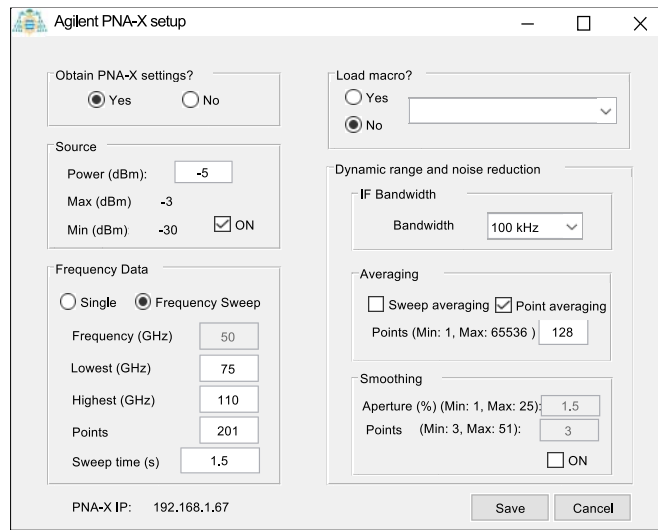 Agilent PNA-X setup
Obtain PNA-X settings?
Yes No
Source
Power (dBm): -5
Max (dBm) -3
Min (dBm) -30 ON
Frequency Data
Single Frequency Sweep
Frequency (GHz) 50
Lowest (GHz) 75
Highest (GHz) 110
Points 201
Sweep time (s) 1.5
PNA-X IP: 192.168.1.67
Load macro?
Yes
No
Dynamic range and noise reduction
IF Bandwidth
Bandwidth 100 kHz
Averaging
Sweep averaging Point averaging
Points (Min: 1, Max: 65536 ) 128
Smoothing
Aperture (%) (Min: 1, Max: 25): 1.5
Points (Min: 3, Max: 51): 3
ON
Save Cancel